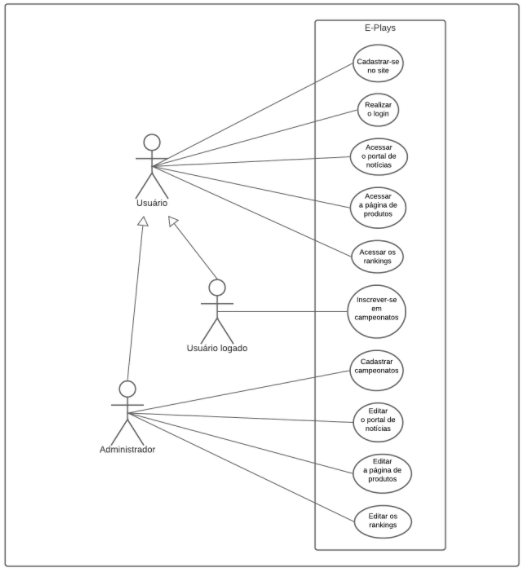 E-Plays
Cadastrar-se
no site
Realizar
o login
Acessar
o portal de
notícias
Acessar
a página de
produtos
Acessar os
rankings
Usuário
Inscrever-se
em
campeonatos
Usuário logado
Cadastrar
campeonatos
Editar
o portal de
notícias
Editar
a página de
produtos
Editar os
rankings
Administrador